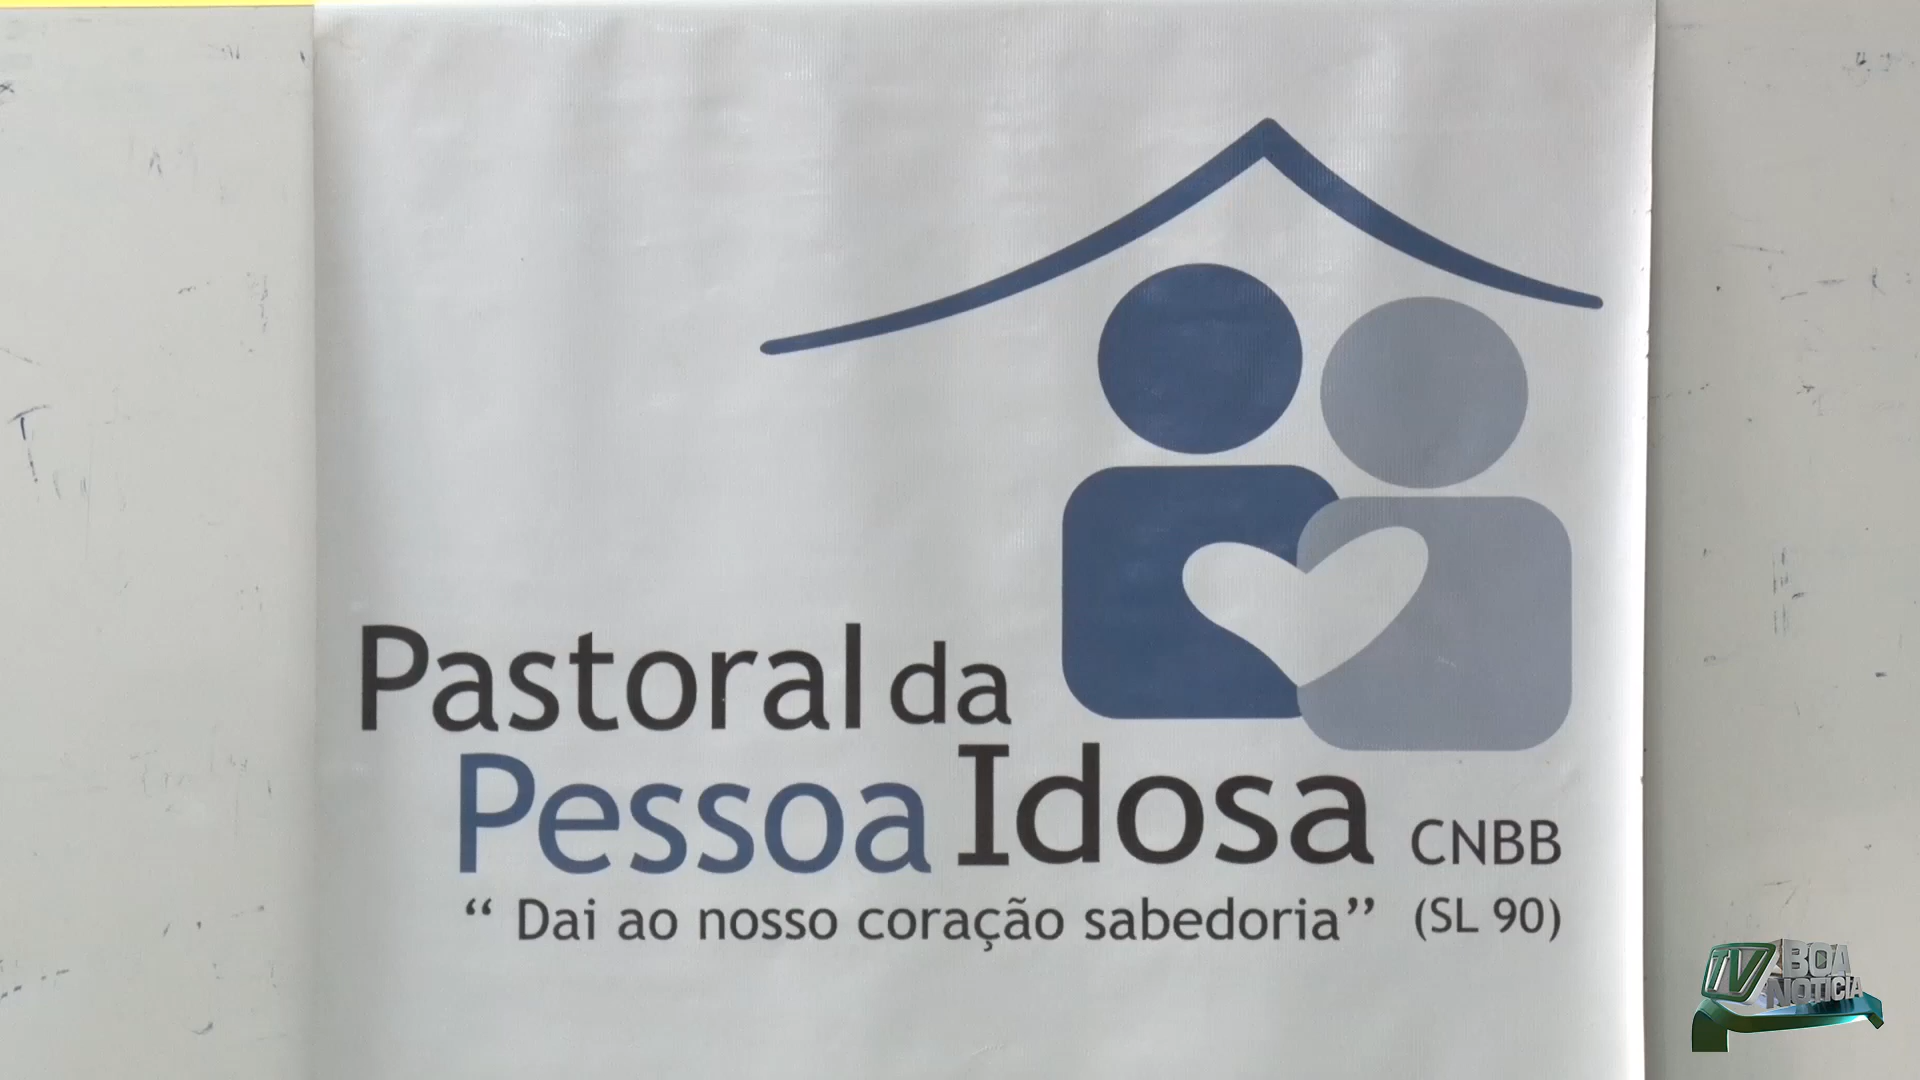 Pastoral da
Pessoa Idosa CNBB
“ Dai ao nosso coração sabedoria” (SL 90)
TV BOA
NOTÍCIA